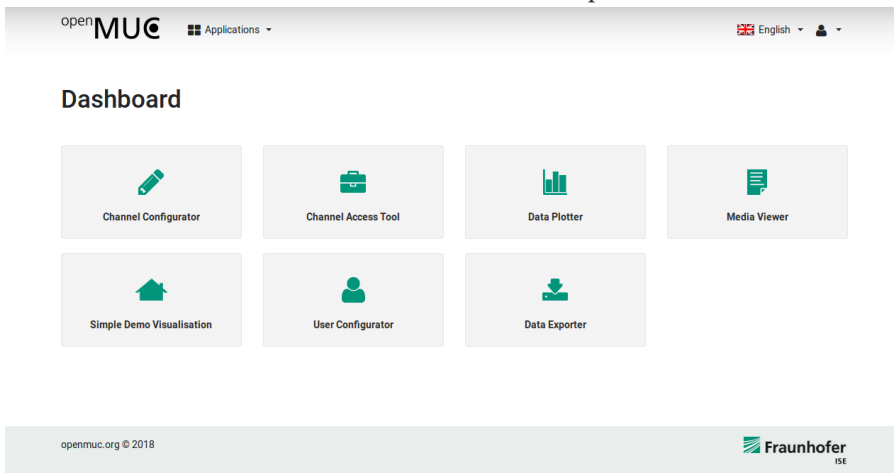 openMUC
Applications
English
Dashboard
Channel Configurator
Channel Access Tool
Data Plotter
Media Viewer
Simple Demo Visualisation
User Configurator
Data Exporter
openmuc.org © 2018
Fraunhofer
ISE